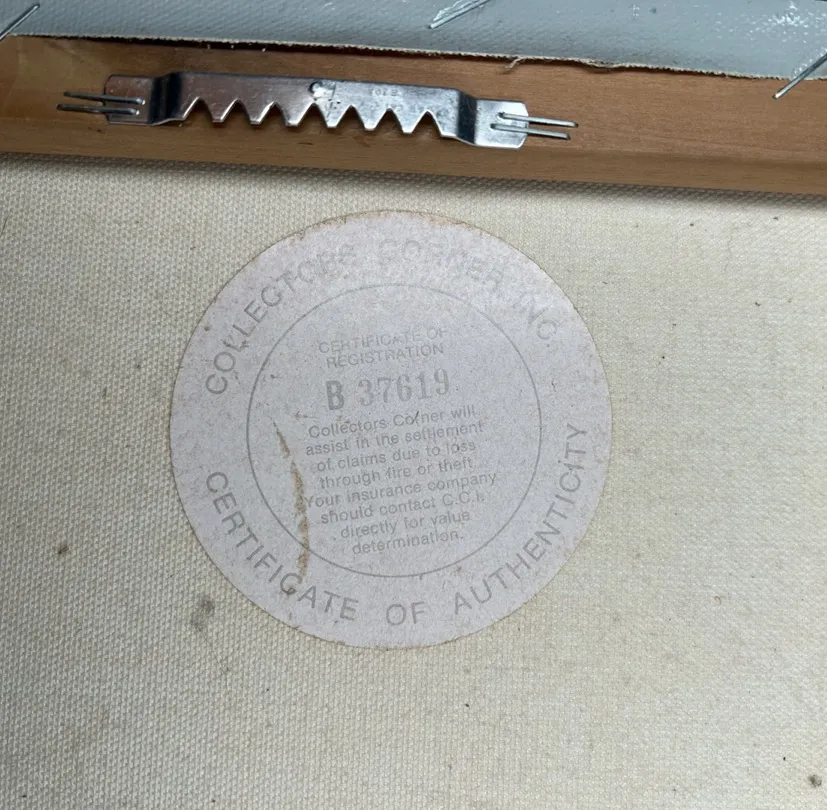 COLLECTORS CORNER, INC.
CERTIFICATE OF
REGISTRATION
B 37619
Collectors Corner will
assist in the settlement
of claims due to loss
through fire or theft.
Your insurance company
should contact C.C.I.
directly for value
determination.
CERTIFICATE OF AUTHENTICITY